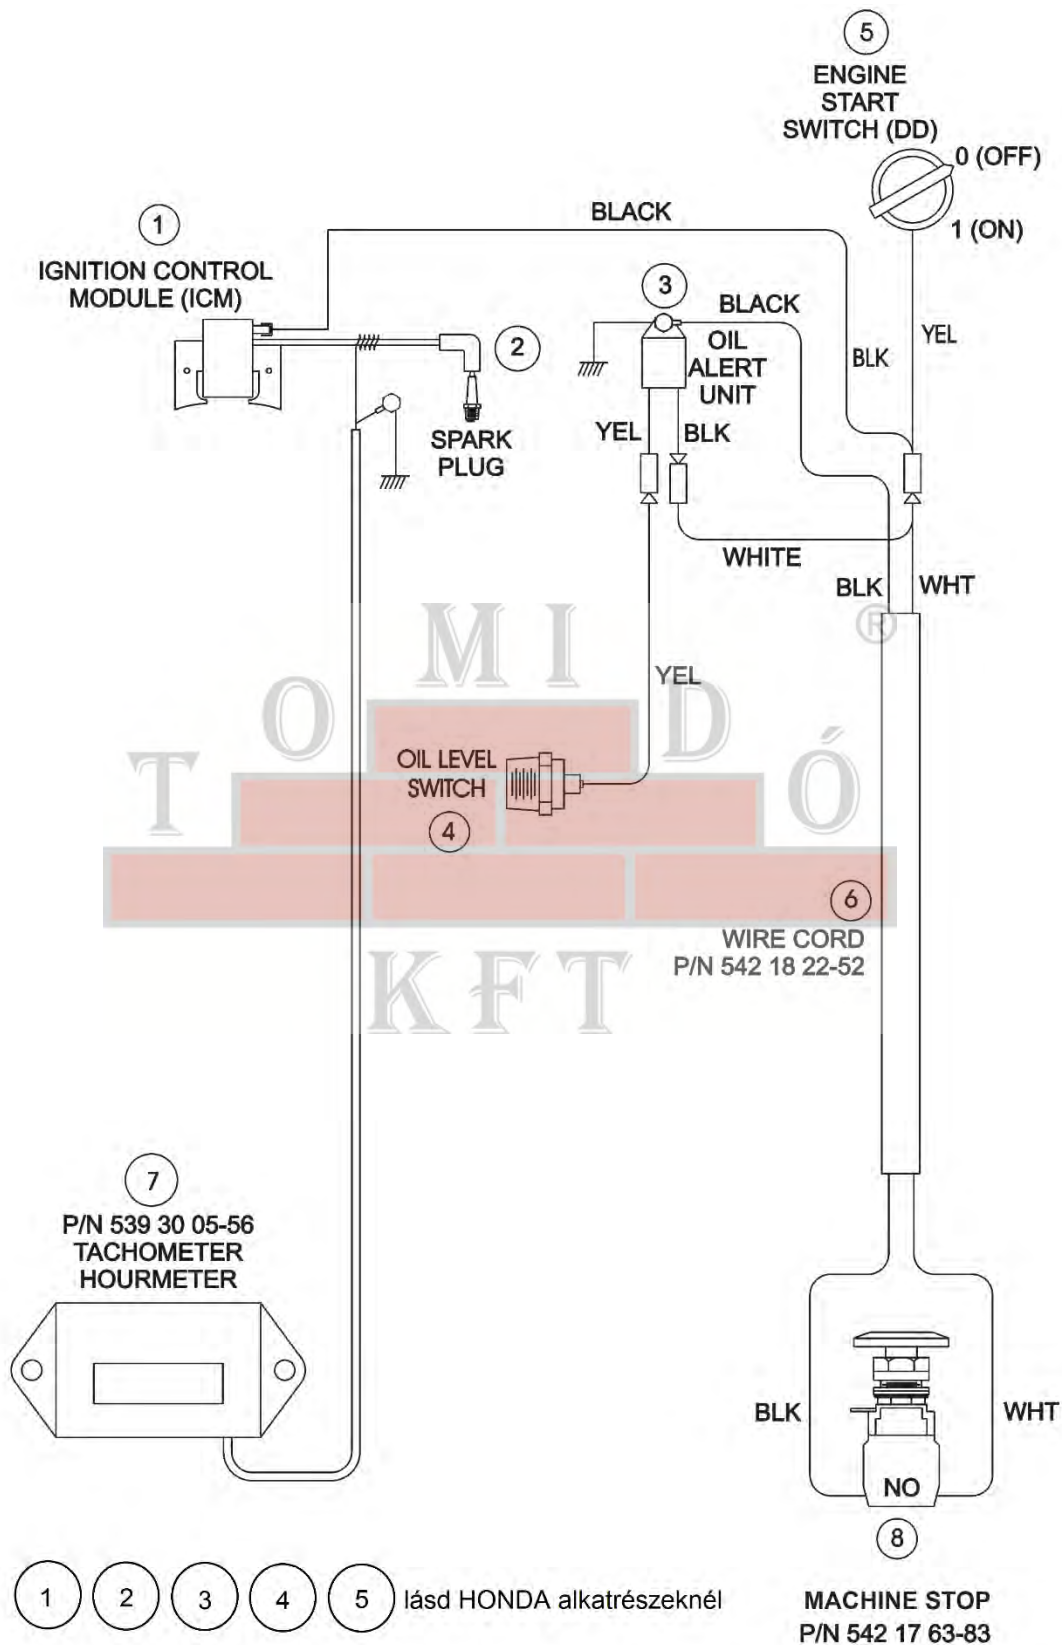 5
ENGINE
START
SWITCH (DD)
0 (OFF)
1 (ON)
BLACK
1
IGNITION CONTROL
MODULE (ICM)
3
BLACK
OIL
ALERT
UNIT
2
SPARK
PLUG
YEL
BLK
BLK
YEL
WHITE
BLK
WHT
YEL
OIL LEVEL
SWITCH
4
TOMIDÓ
®
KFT
6
WIRE CORD
P/N 542 18 22-52
7
P/N 539 30 05-56
TACHOMETER
HOURMETER
BLK
WHT
NO
8
MACHINE STOP
P/N 542 17 63-83
1 2 3 4 5 lásd HONDA alkatrészeknél